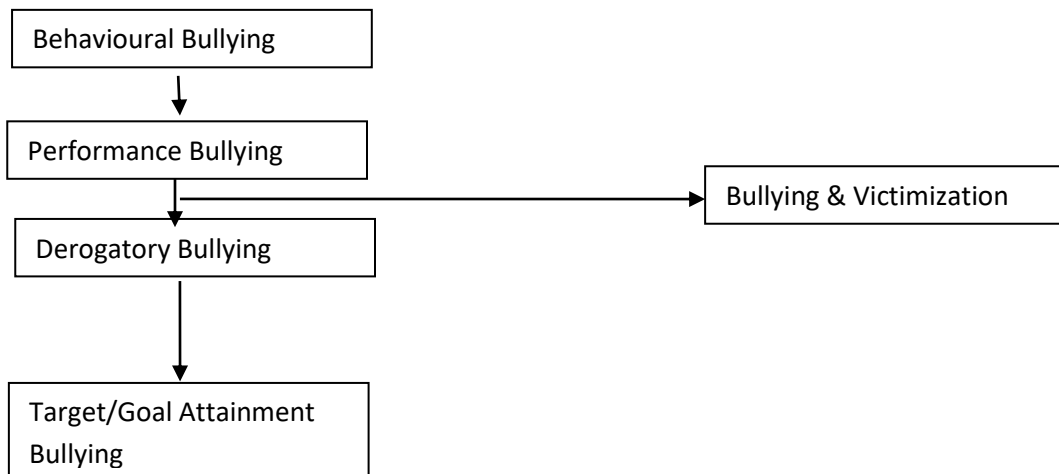 Behavioural Bullying
Performance Bullying
Bullying & Victimization
Derogatory Bullying
Target/Goal Attainment
Bullying